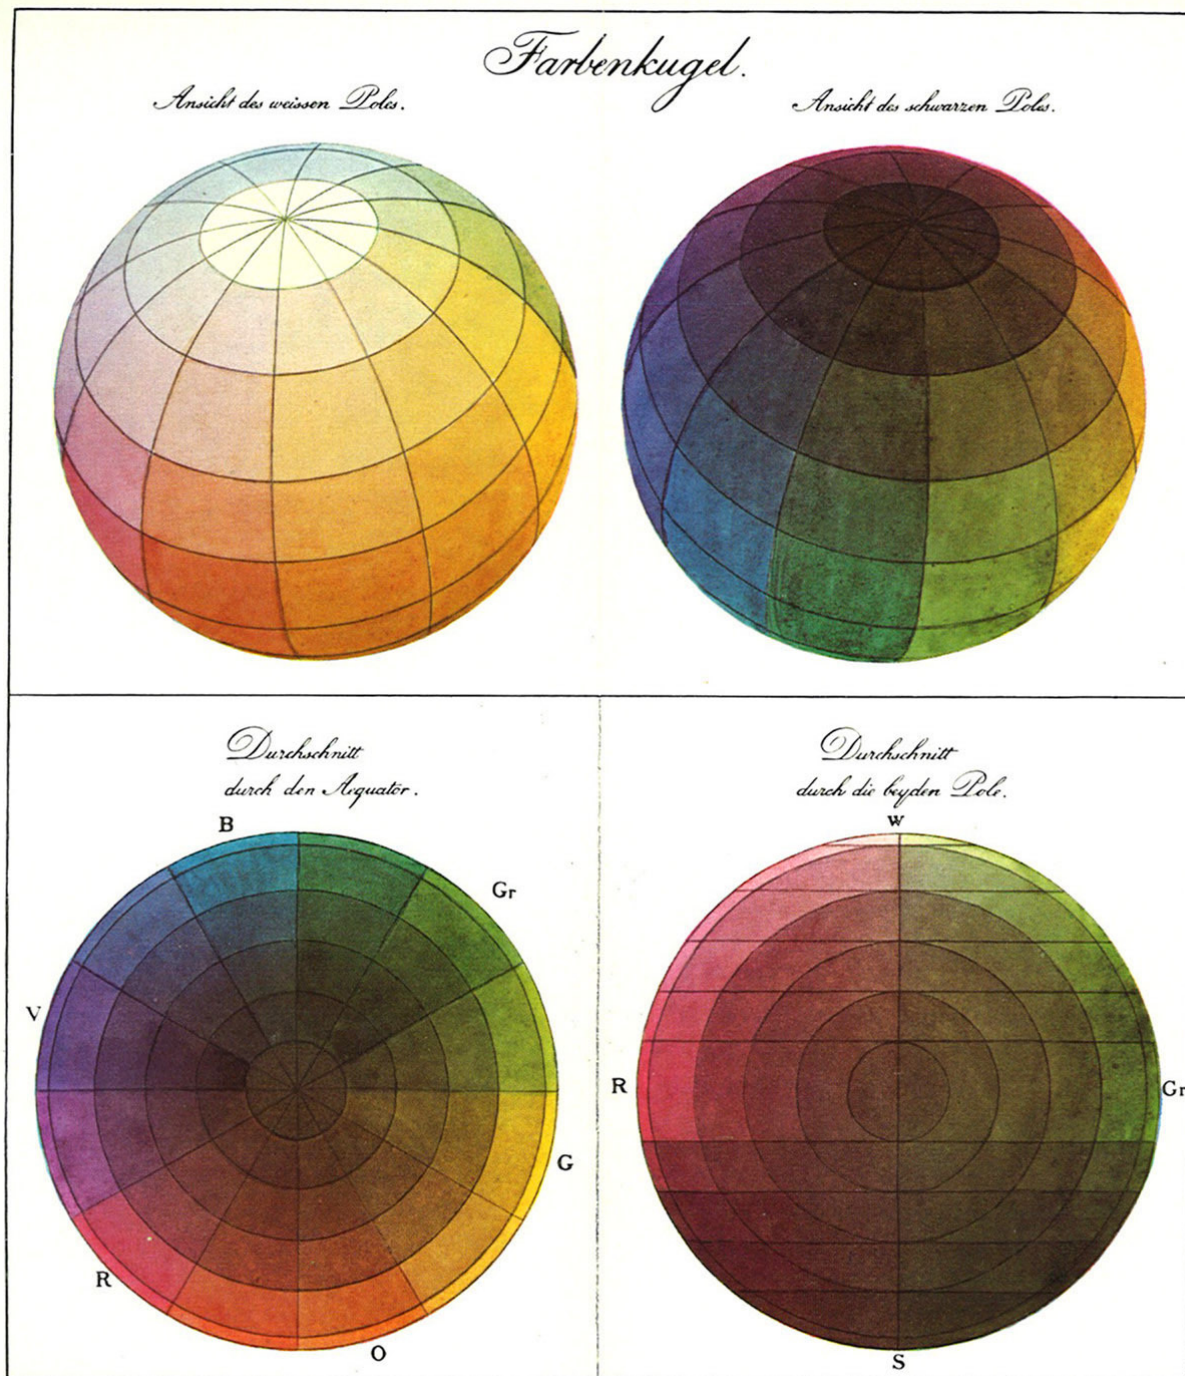 Farbenkugel.
Ansicht des weissen Poles.
Ansicht des schwarzen Poles.
Durchschnitt
durch den Aequator.
Durchschnitt
durch die beyden Pole.
B
Gr
V
G
R
O
W
R
Gr
S